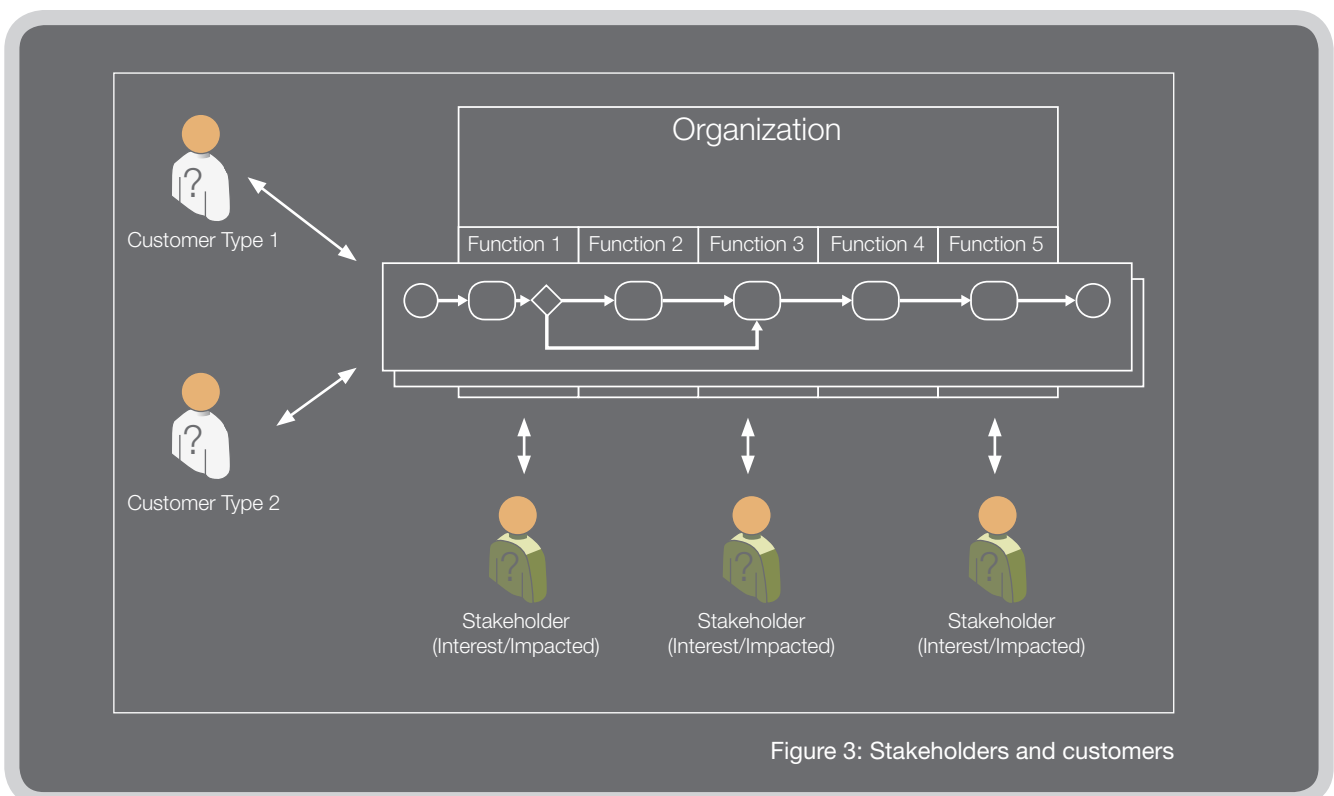 Organization
Function 1 Function 2 Function 3 Function 4 Function 5
?
Customer Type 1
?
Customer Type 2
? ? ?
Stakeholder Stakeholder Stakeholder
(Interest/Impacted) (Interest/Impacted) (Interest/Impacted)
Figure 3: Stakeholders and customers